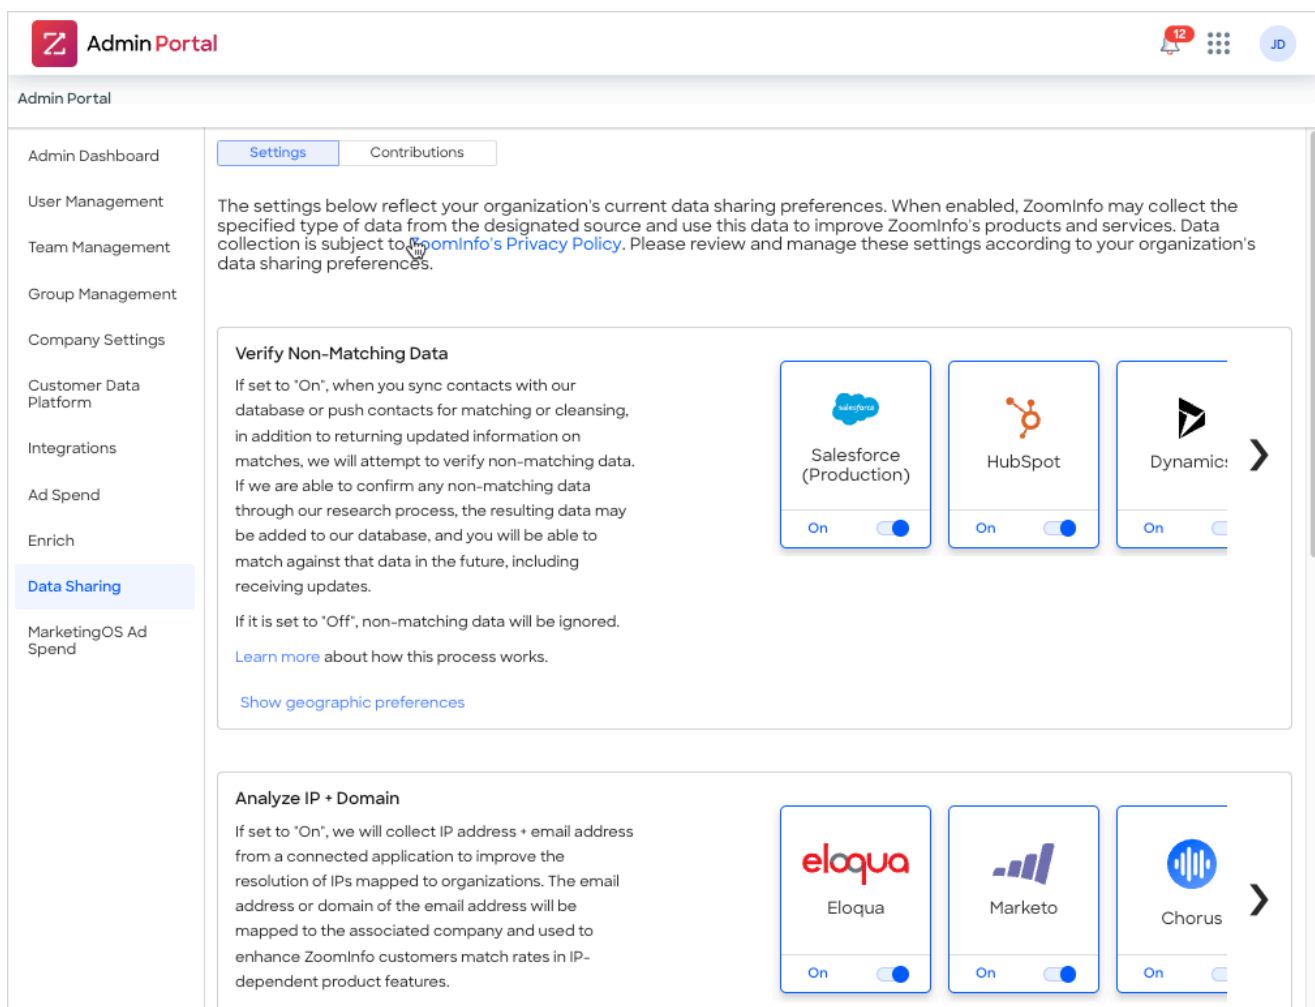 Admin Portal
12
JD
Admin Portal
Admin Dashboard
User Management
Team Management
Group Management
Company Settings
Customer Data
Platform
Integrations
Ad Spend
Enrich
Data Sharing
MarketingOS Ad
Spend
Settings
Contributions
The settings below reflect your organization's current data sharing preferences. When enabled, ZoomInfo may collect the
specified type of data from the designated source and use this data to improve ZoomInfo's products and services. Data
collection is subject to ZoomInfo's Privacy Policy. Please review and manage these settings according to your organization's
data sharing preferences.
Verify Non-Matching Data
If set to "On", when you sync contacts with our
database or push contacts for matching or cleansing,
in addition to returning updated information on
matches, we will attempt to verify non-matching data.
If we are able to confirm any non-matching data
through our research process, the resulting data may
be added to our database, and you will be able to
match against that data in the future, including
receiving updates.
If it is set to "Off", non-matching data will be ignored.
Learn more about how this process works.
Show geographic preferences
salesforce
Salesforce
(Production)
On
HubSpot
On
Dynamics
On
Analyze IP + Domain
If set to "On", we will collect IP address + email address
from a connected application to improve the
resolution of IPs mapped to organizations. The email
address or domain of the email address will be
mapped to the associated company and used to
enhance ZoomInfo customers match rates in IP-
dependent product features.
eloqua
Eloqua
On
Marketo
On
Chorus
On